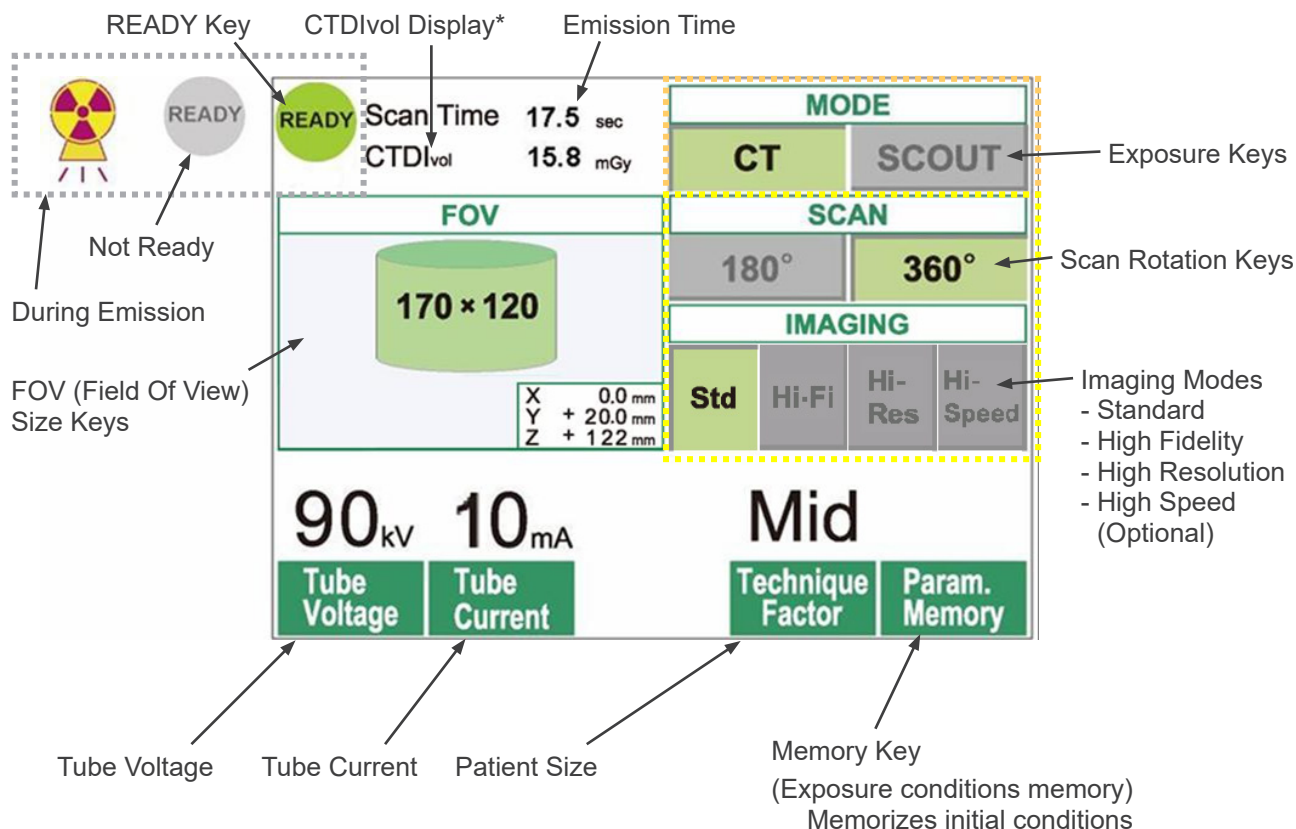 READY Key
CTDIvol Display*
Emission Time
READY
READY
Scan Time 17.5 sec
CTDIvol 15.8 mGy
MODE
CT
SCOUT
Exposure Keys
Not Ready
During Emission
FOV
170 × 120
X 0.0 mm
Y + 20.0 mm
Z + 122 mm
FOV (Field Of View)
Size Keys
SCAN
180°
360°
Scan Rotation Keys
IMAGING
Std
Hi-Fi
Hi-
Res
Hi-
Speed
Imaging Modes
- Standard
- High Fidelity
- High Resolution
- High Speed
(Optional)
90kV
10mA
Mid
Tube
Voltage
Tube
Current
Technique
Factor
Param.
Memory
Tube Voltage
Tube Current
Patient Size
Memory Key
(Exposure conditions memory)
Memorizes initial conditions